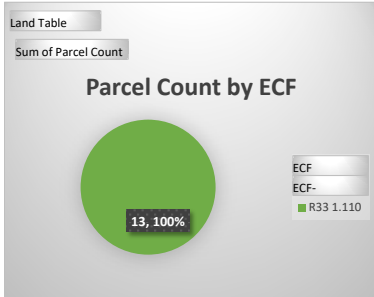 Land Table
Sum of Parcel Count
Parcel Count by ECF
13, 100%
ECF
ECF-
R33 1.110